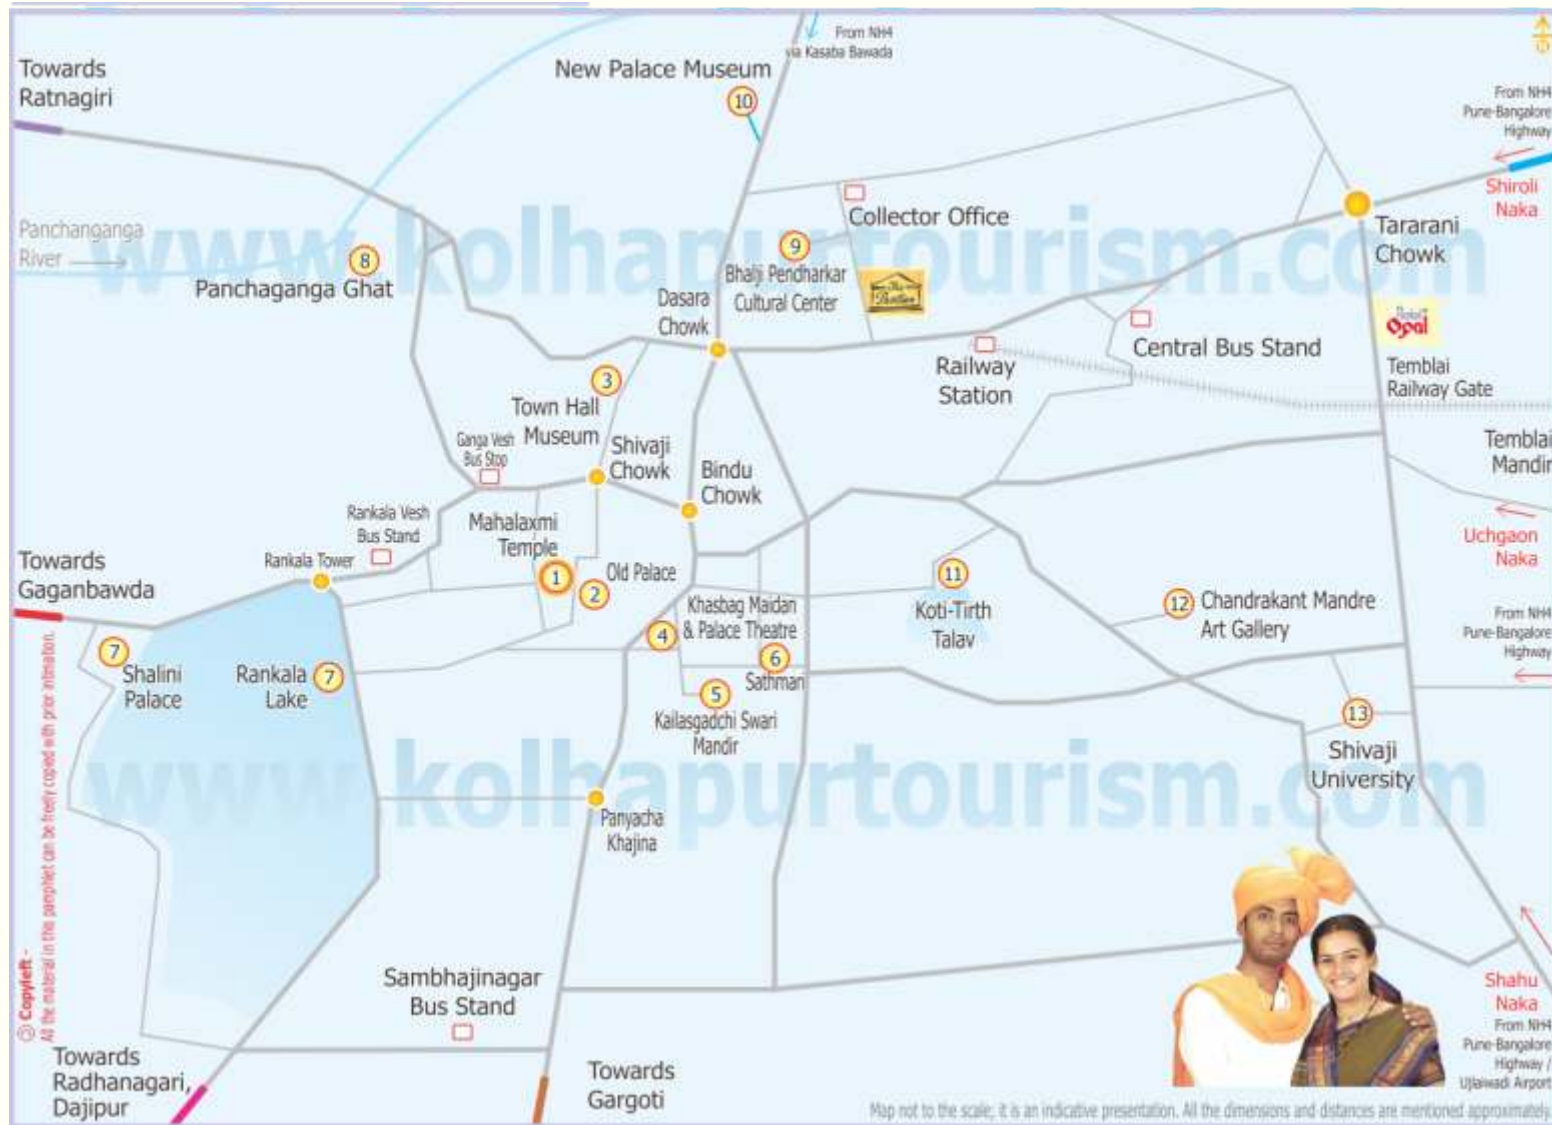 From NH4
via Kasaba Bawada
Towards
Ratnagiri
New Palace Museum
10
From NH4
Pune-Bangalore
Highway
Shiroli
Naka
www.kolhapurtourism.com
Panchanganga
River
8
Panchaganga Ghat
Collector Office
9
Bhalji Pendharkar
Cultural Center
Tararani
Chowk
Dasara
Chowk
Hotel
Opal
Central Bus Stand
Railway
Station
Temblai
Railway Gate
3
Town Hall
Museum
Ganga Vesh
Bus Stop
Shivaji
Chowk
Bindu
Chowk
Temblai
Mandir
Rankala Vesh
Bus Stand
Mahalaxmi
Temple
Uchgaon
Naka
Towards
Gaganbawda
Rankala Tower
1
2
Old Palace
11
Koti-Tirth
Talav
12
Chandrakant Mandre
Art Gallery
Khasbag Maidan
& Palace Theatre
4
6
Sathmari
From NH4
Pune-Bangalore
Highway
7
Shalini
Palace
Rankala
Lake
7
5
Kailasgadchi Swari
Mandir
13
Shivaji
University
www.kolhapurtourism.com
Panyacha
Khajina
Copyleft -
All the material in this pamphlet can be freely copied with prior intimation.
Sambhajinagar
Bus Stand
Shahu
Naka
From NH4
Pune-Bangalore
Highway /
Ujlaiwadi Airport
Towards
Radhanagari,
Dajipur
Towards
Gargoti
Map not to the scale; it is an indicative presentation. All the dimensions and distances are mentioned approximately.